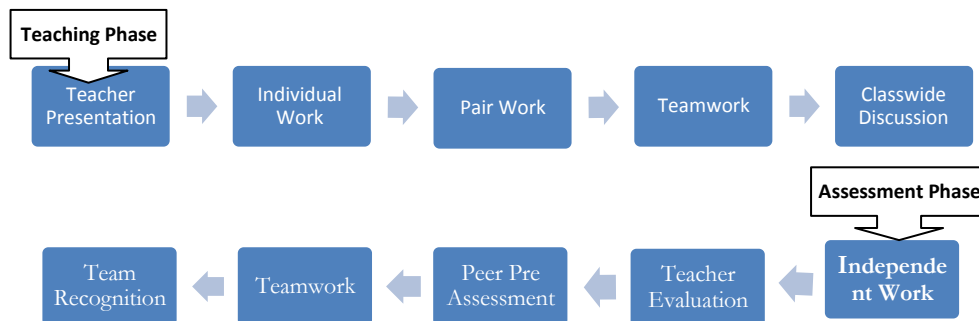 Teaching Phase
Teacher
Presentation
Individual
Work
Pair Work
Teamwork
Classwide
Discussion
Assessment Phase
Independe
nt Work
Teacher
Evaluation
Peer Pre
Assessment
Teamwork
Team
Recognition